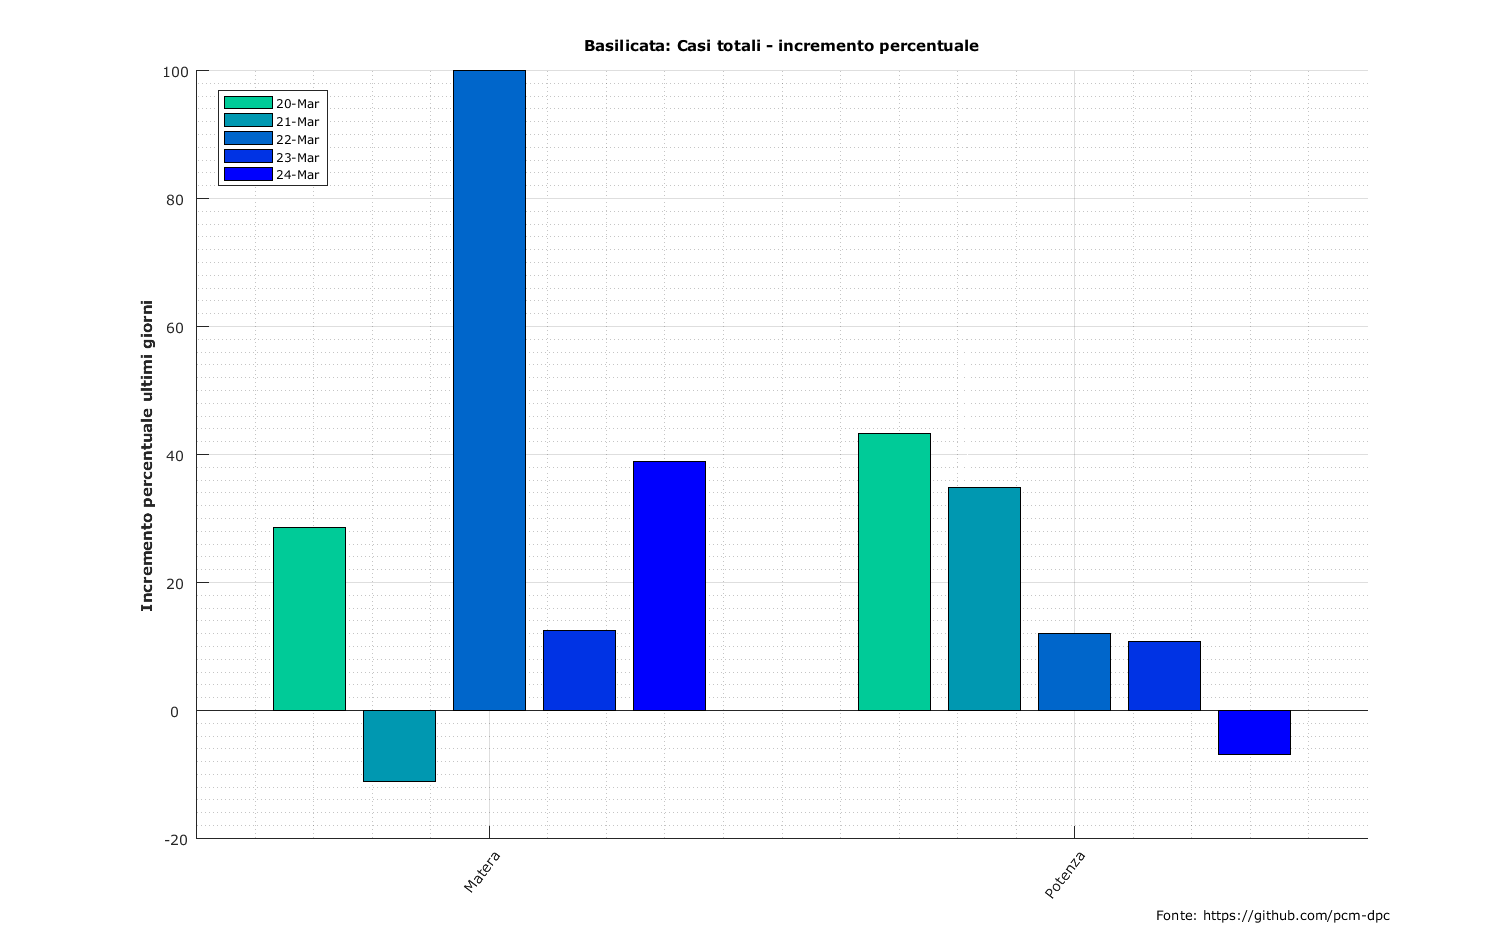 Basilicata: Casi totali - incremento percentuale
100
80
60
40
20
0
-20
Incremento percentuale ultimi giorni
20-Mar
21-Mar
22-Mar
23-Mar
24-Mar
Matera
Potenza
Fonte: https://github.com/pcm-dpc